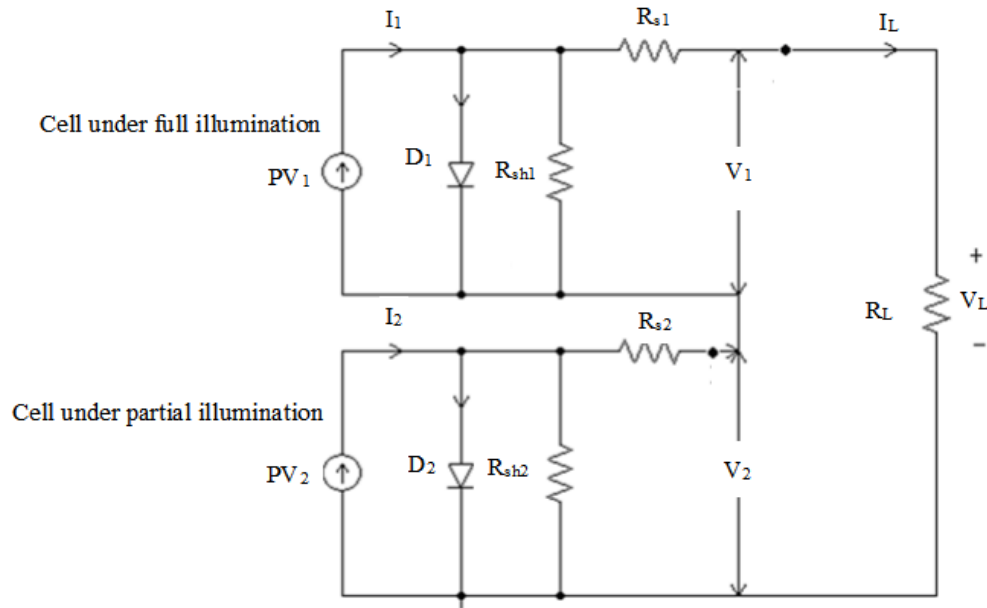 I1
Rs1
IL
Cell under full illumination
PV1
D1
Rsh1
V1
+
RL
VL
−
I2
Rs2
Cell under partial illumination
PV2
D2
Rsh2
V2